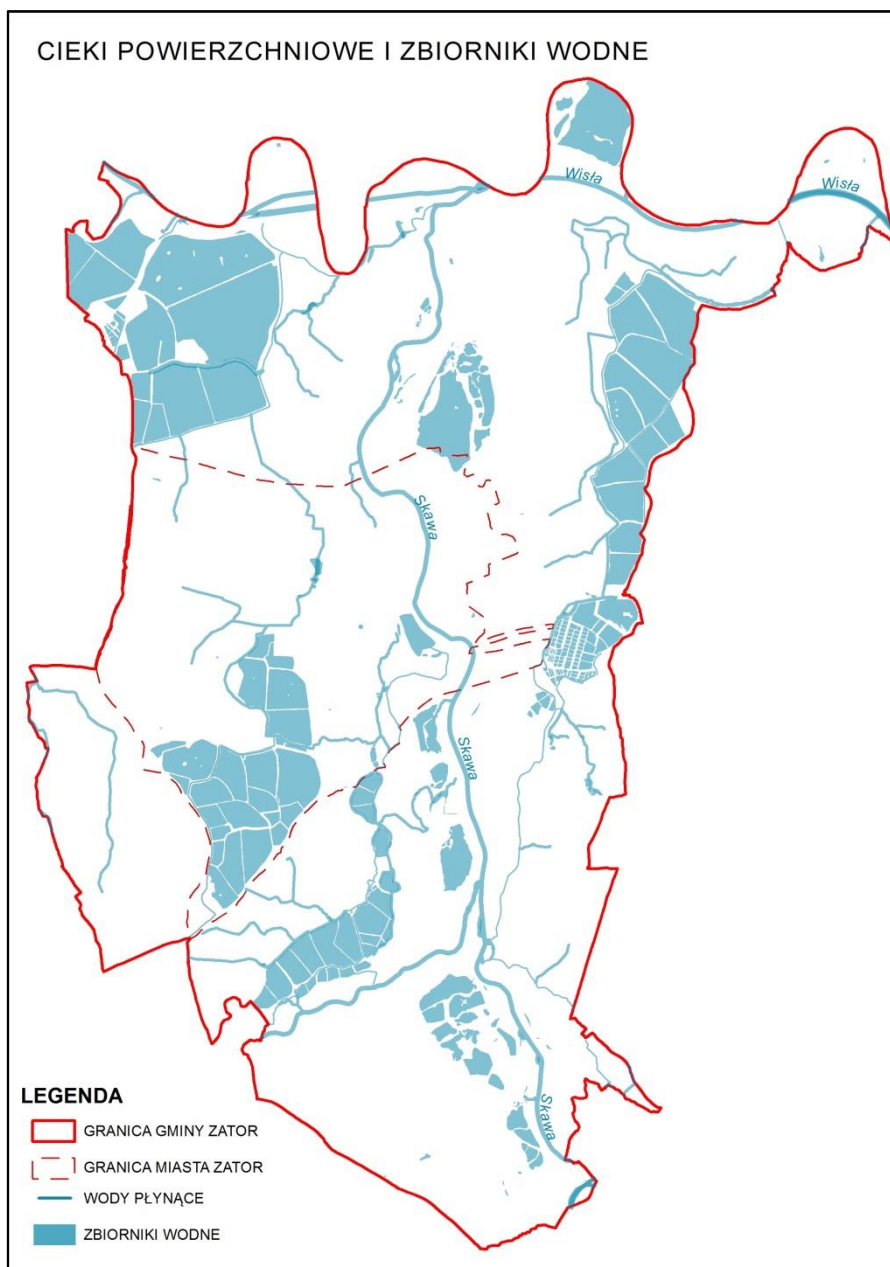 CIEKI POWIERZCHNIOWE I ZBIORNIKI WODNE
Wisła
Wisła
Skawa
Skawa
Skawa
LEGENDA
GRANICA GMINY ZATOR
GRANICA MIASTA ZATOR
WODY PŁYNĄCE
ZBIORNIKI WODNE